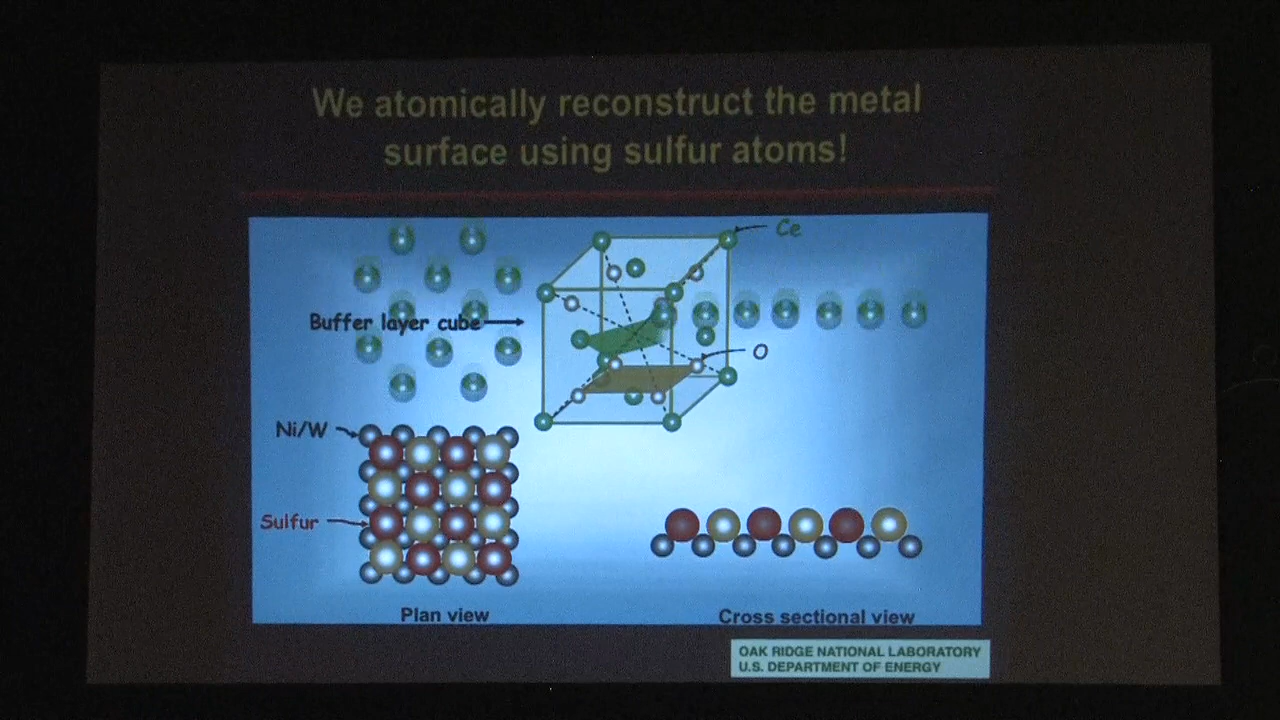 We atomically reconstruct the metal
surface using sulfur atoms!
Ce
Buffer layer cube
O
Ni/W
Sulfur
Plan view
Cross sectional view
OAK RIDGE NATIONAL LABORATORY
U.S. DEPARTMENT OF ENERGY